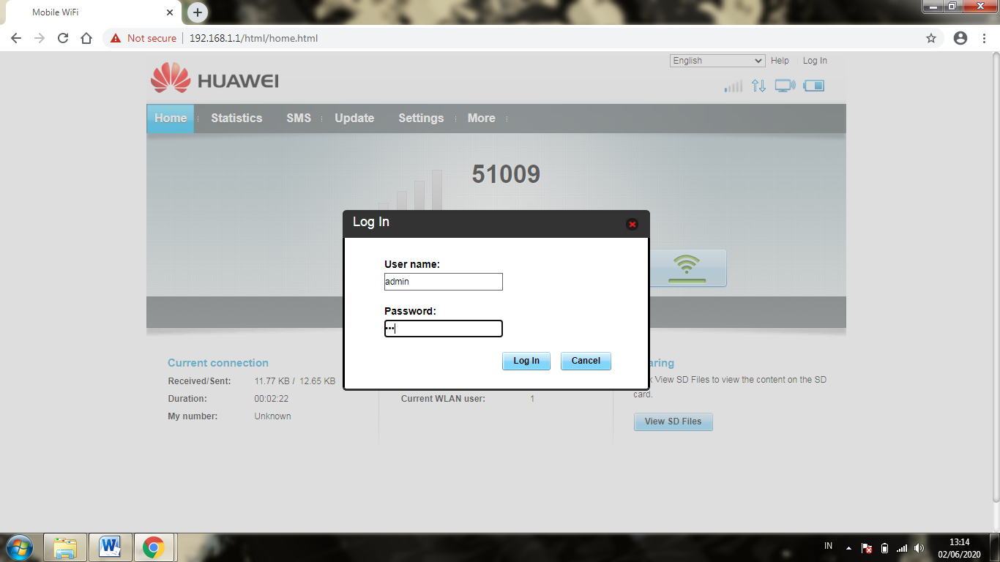 Mobile WiFi
Not secure 192.168.1.1/html/home.html
English Help Log In
HUAWEI
Home Statistics SMS Update Settings More
51009
Log In
User name:
admin
Password:
•••
Log In Cancel
Current connection
Received/Sent: 11.77 KB / 12.65 KB
Duration: 00:02:22
My number: Unknown
Current WLAN user: 1
aring
View SD Files to view the content on the SD
card.
View SD Files
IN
13:14
02/06/2020